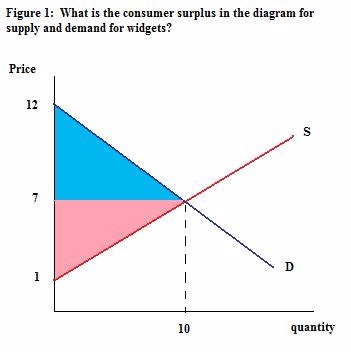 Figure 1: What is the consumer surplus in the diagram for
supply and demand for widgets?
Price
12
S
7
1
D
10
quantity